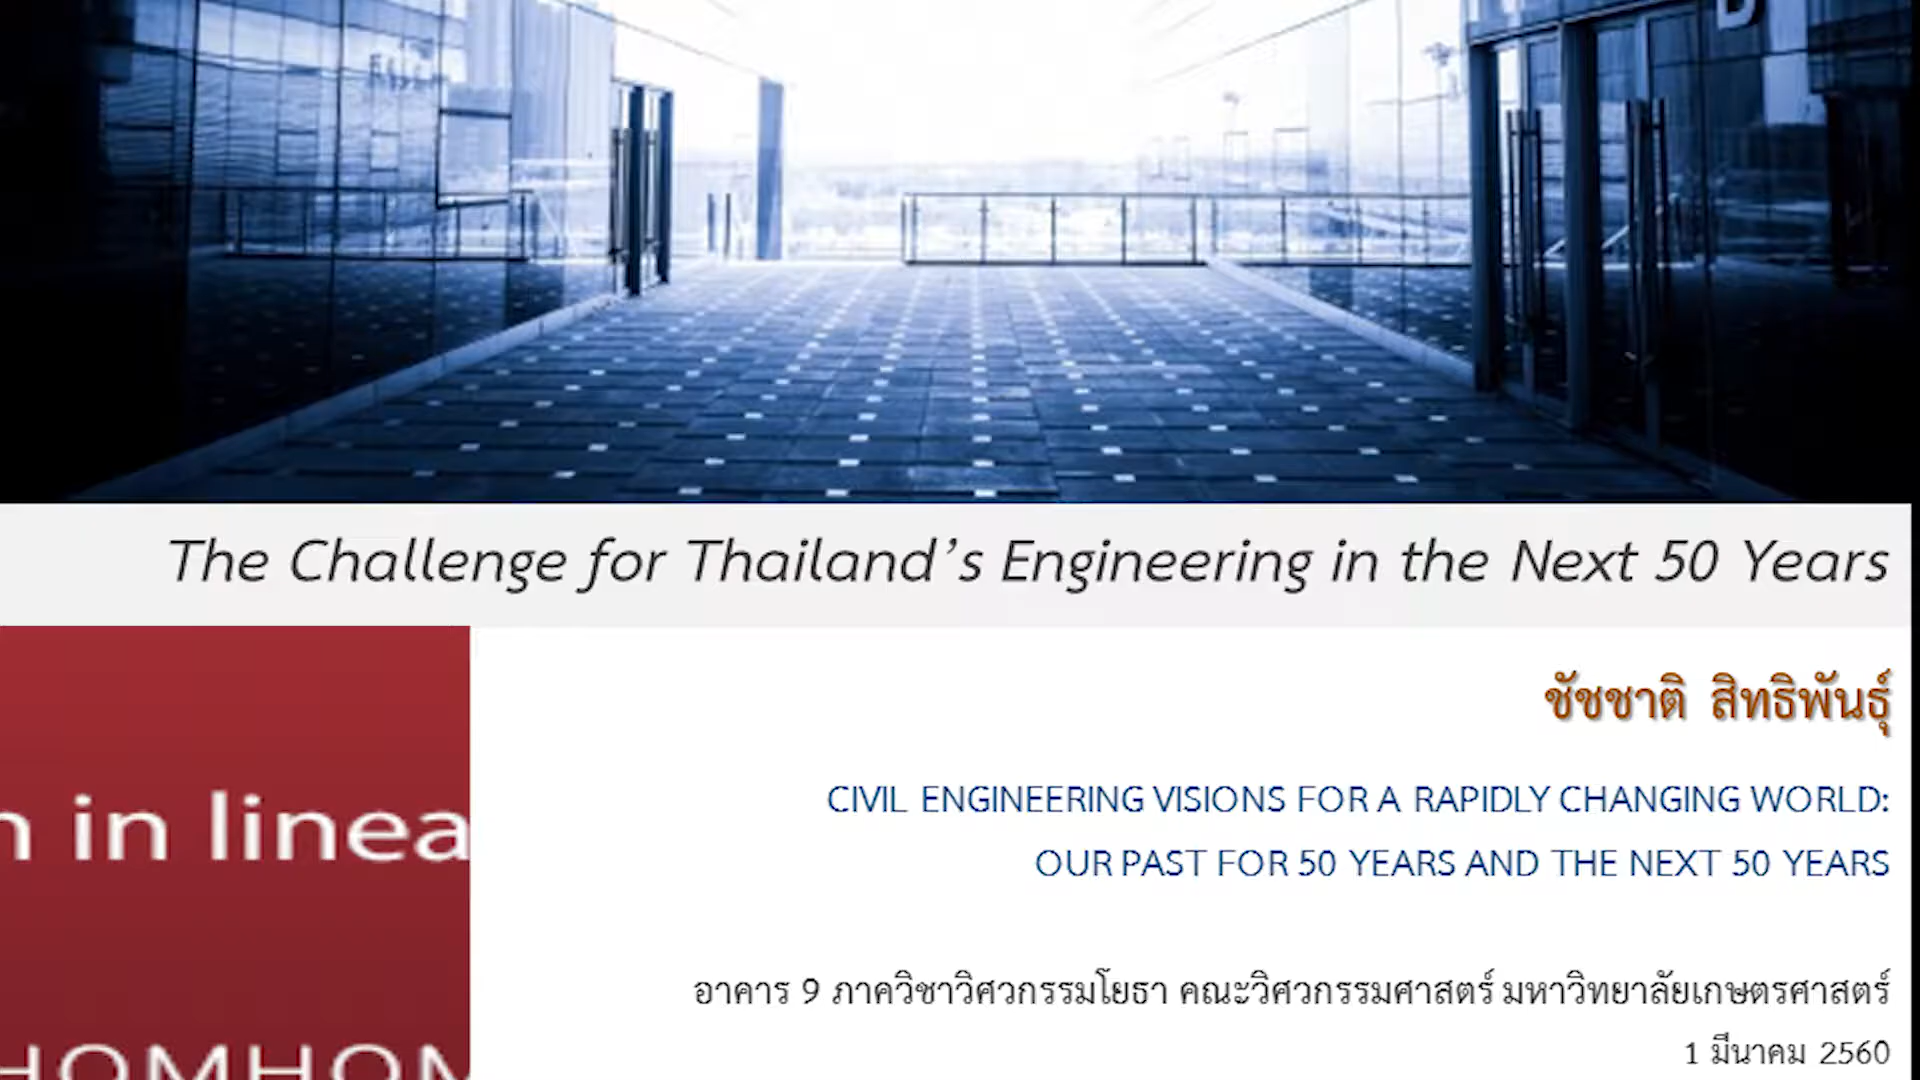 The Challenge for Thailand’s Engineering in the Next 50 Years
ชัชชาติ สิทธิพันธุ์
CIVIL ENGINEERING VISIONS FOR A RAPIDLY CHANGING WORLD:
OUR PAST FOR 50 YEARS AND THE NEXT 50 YEARS
in linea
อาคาร 9 ภาควิชาวิศวกรรมโยธา คณะวิศวกรรมศาสตร์ มหาวิทยาลัยเกษตรศาสตร์
1 มีนาคม 2560